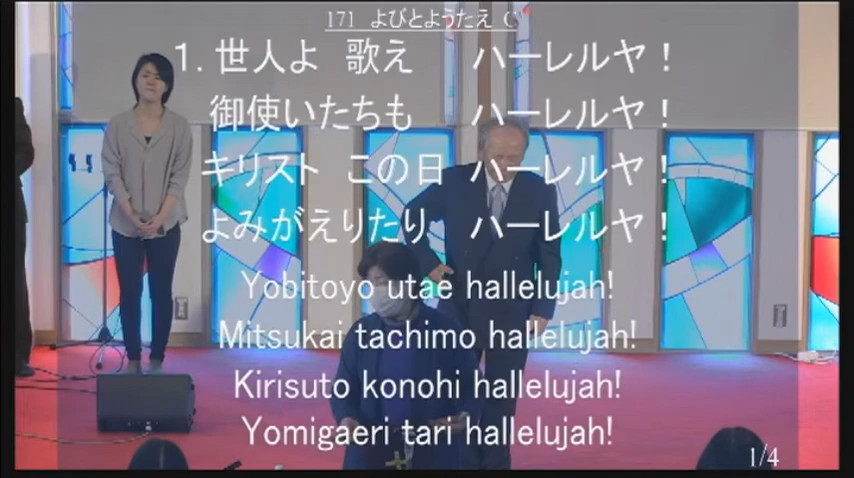 171 よびとようたえ C
1. 世人よ 歌え ハーレルヤ！
御使いたちも ハーレルヤ！
キリスト この日 ハーレルヤ！
よみがえりたり ハーレルヤ！
Yobitoyo utae hallelujah!
Mitsukai tachimo hallelujah!
Kirisuto konohi hallelujah!
Yomigaeri tari hallelujah!
1/4